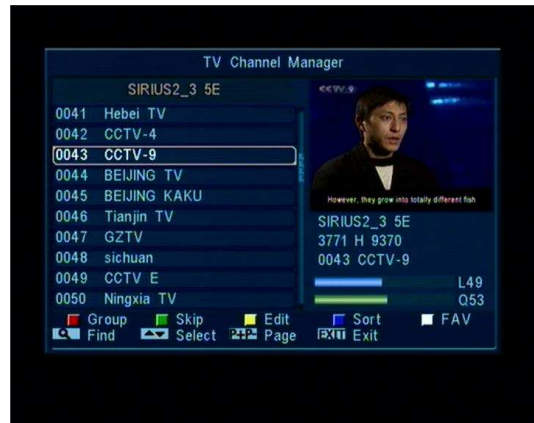 TV Channel Manager
SIRIUS2_3 5E
0041 Hebei TV
0042 CCTV-4
0043 CCTV-9
0044 BEIJING TV
0045 BEIJING KAKU
0046 Tianjin TV
0047 GZTV
0048 sichuan
0049 CCTV E
0050 Ningxia TV
CCTV.9
However, they grow into totally different fish
SIRIUS2_3 5E
3771 H 9370
0043 CCTV-9
L49
Q53
Group Skip Edit Sort FAV
Find Select P+P- Page EXIT Exit